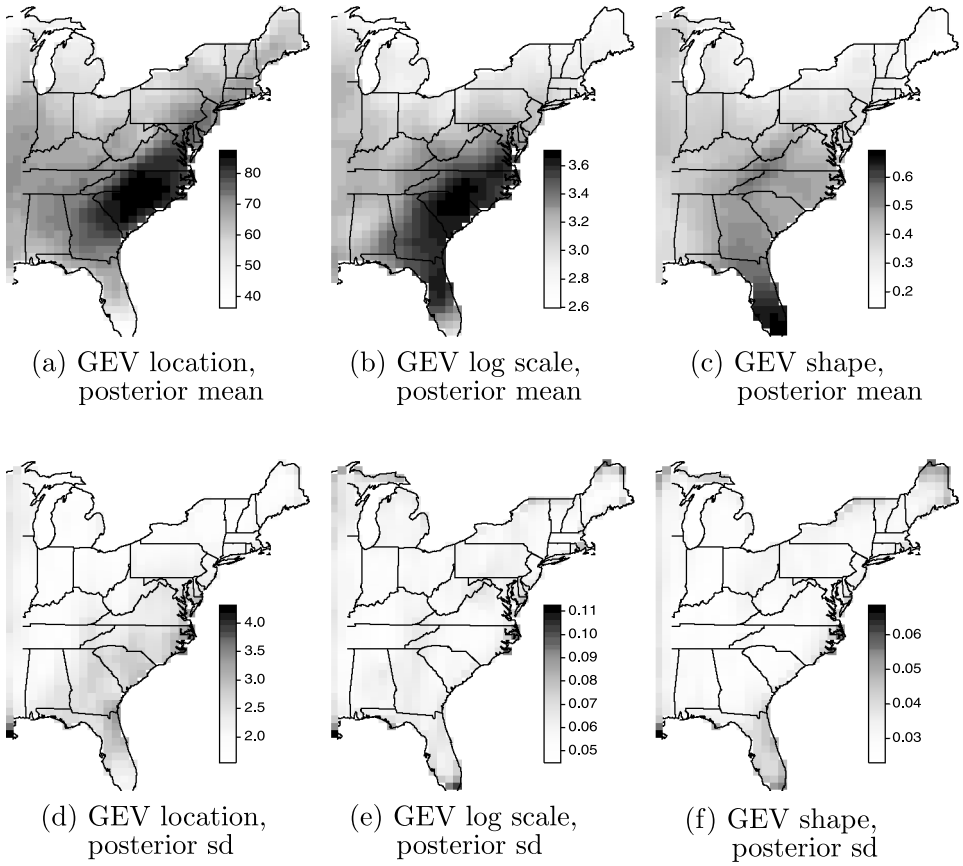 80
70
60
50
40
3.6
3.4
3.2
3.0
2.8
2.6
0.6
0.5
0.4
0.3
0.2
(a) GEV location,
posterior mean
(b) GEV log scale,
posterior mean
(c) GEV shape,
posterior mean
4.0
3.5
3.0
2.5
2.0
0.11
0.10
0.09
0.08
0.07
0.06
0.05
0.06
0.05
0.04
0.03
(d) GEV location,
posterior sd
(e) GEV log scale,
posterior sd
(f) GEV shape,
posterior sd